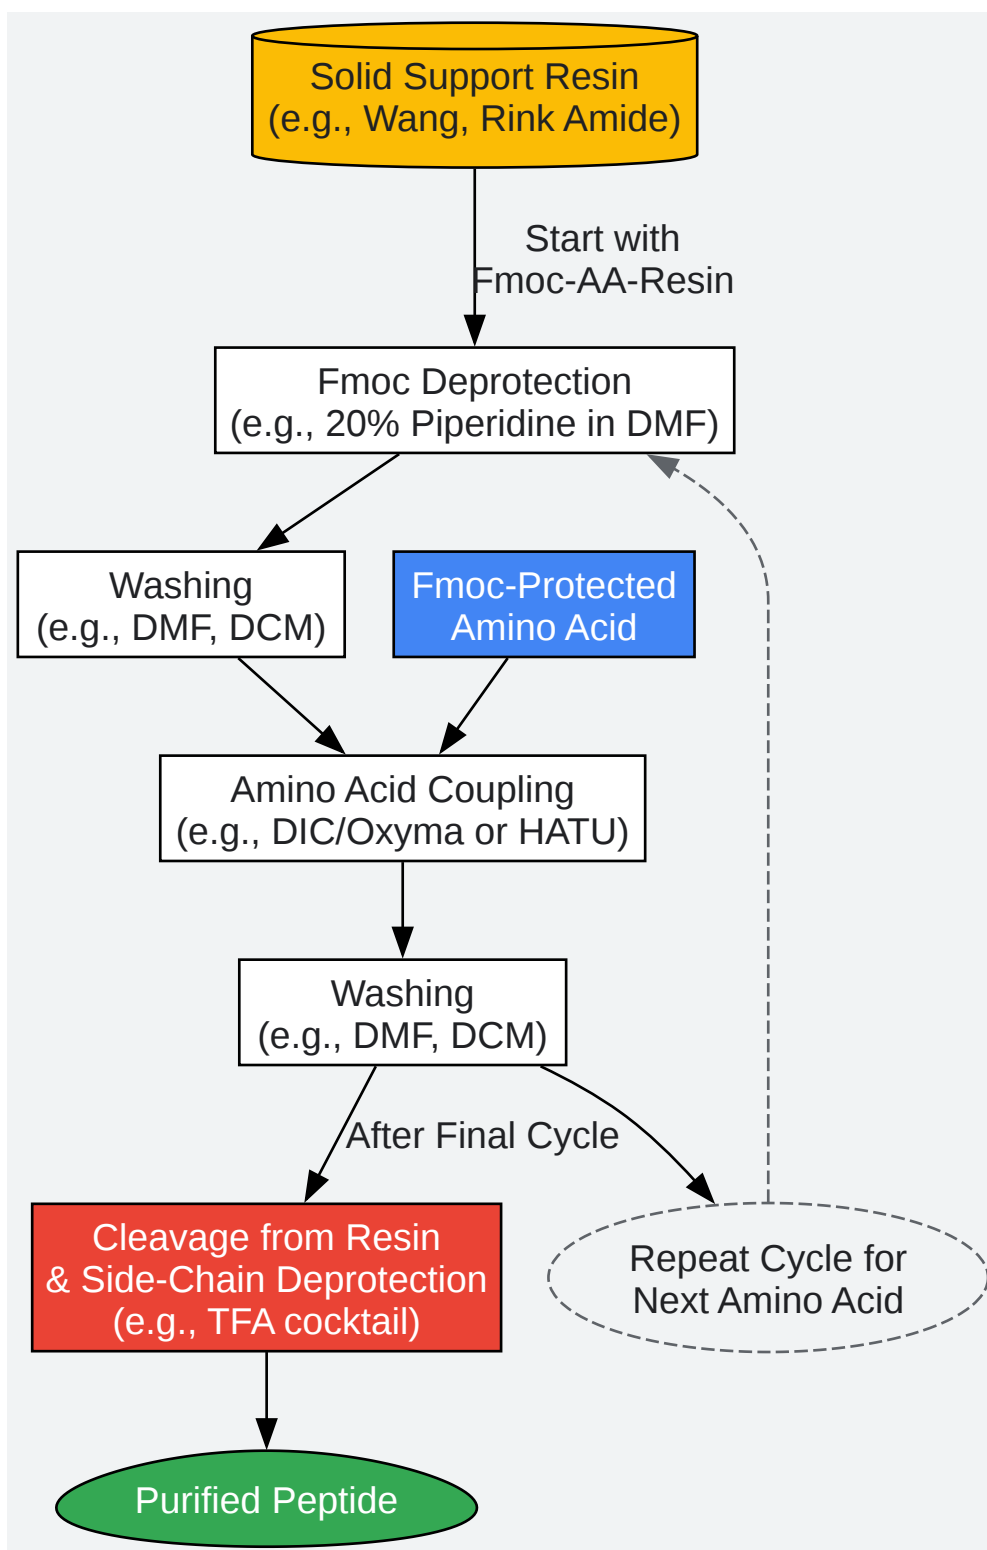 Solid Support Resin
(e.g., Wang, Rink Amide)
Start with
Fmoc-AA-Resin
Fmoc Deprotection
(e.g., 20% Piperidine in DMF)
Washing
(e.g., DMF, DCM)
Fmoc-Protected
Amino Acid
Amino Acid Coupling
(e.g., DIC/Oxyma or HATU)
Washing
(e.g., DMF, DCM)
After Final Cycle
Cleavage from Resin
& Side-Chain Deprotection
(e.g., TFA cocktail)
Repeat Cycle for
Next Amino Acid
Purified Peptide